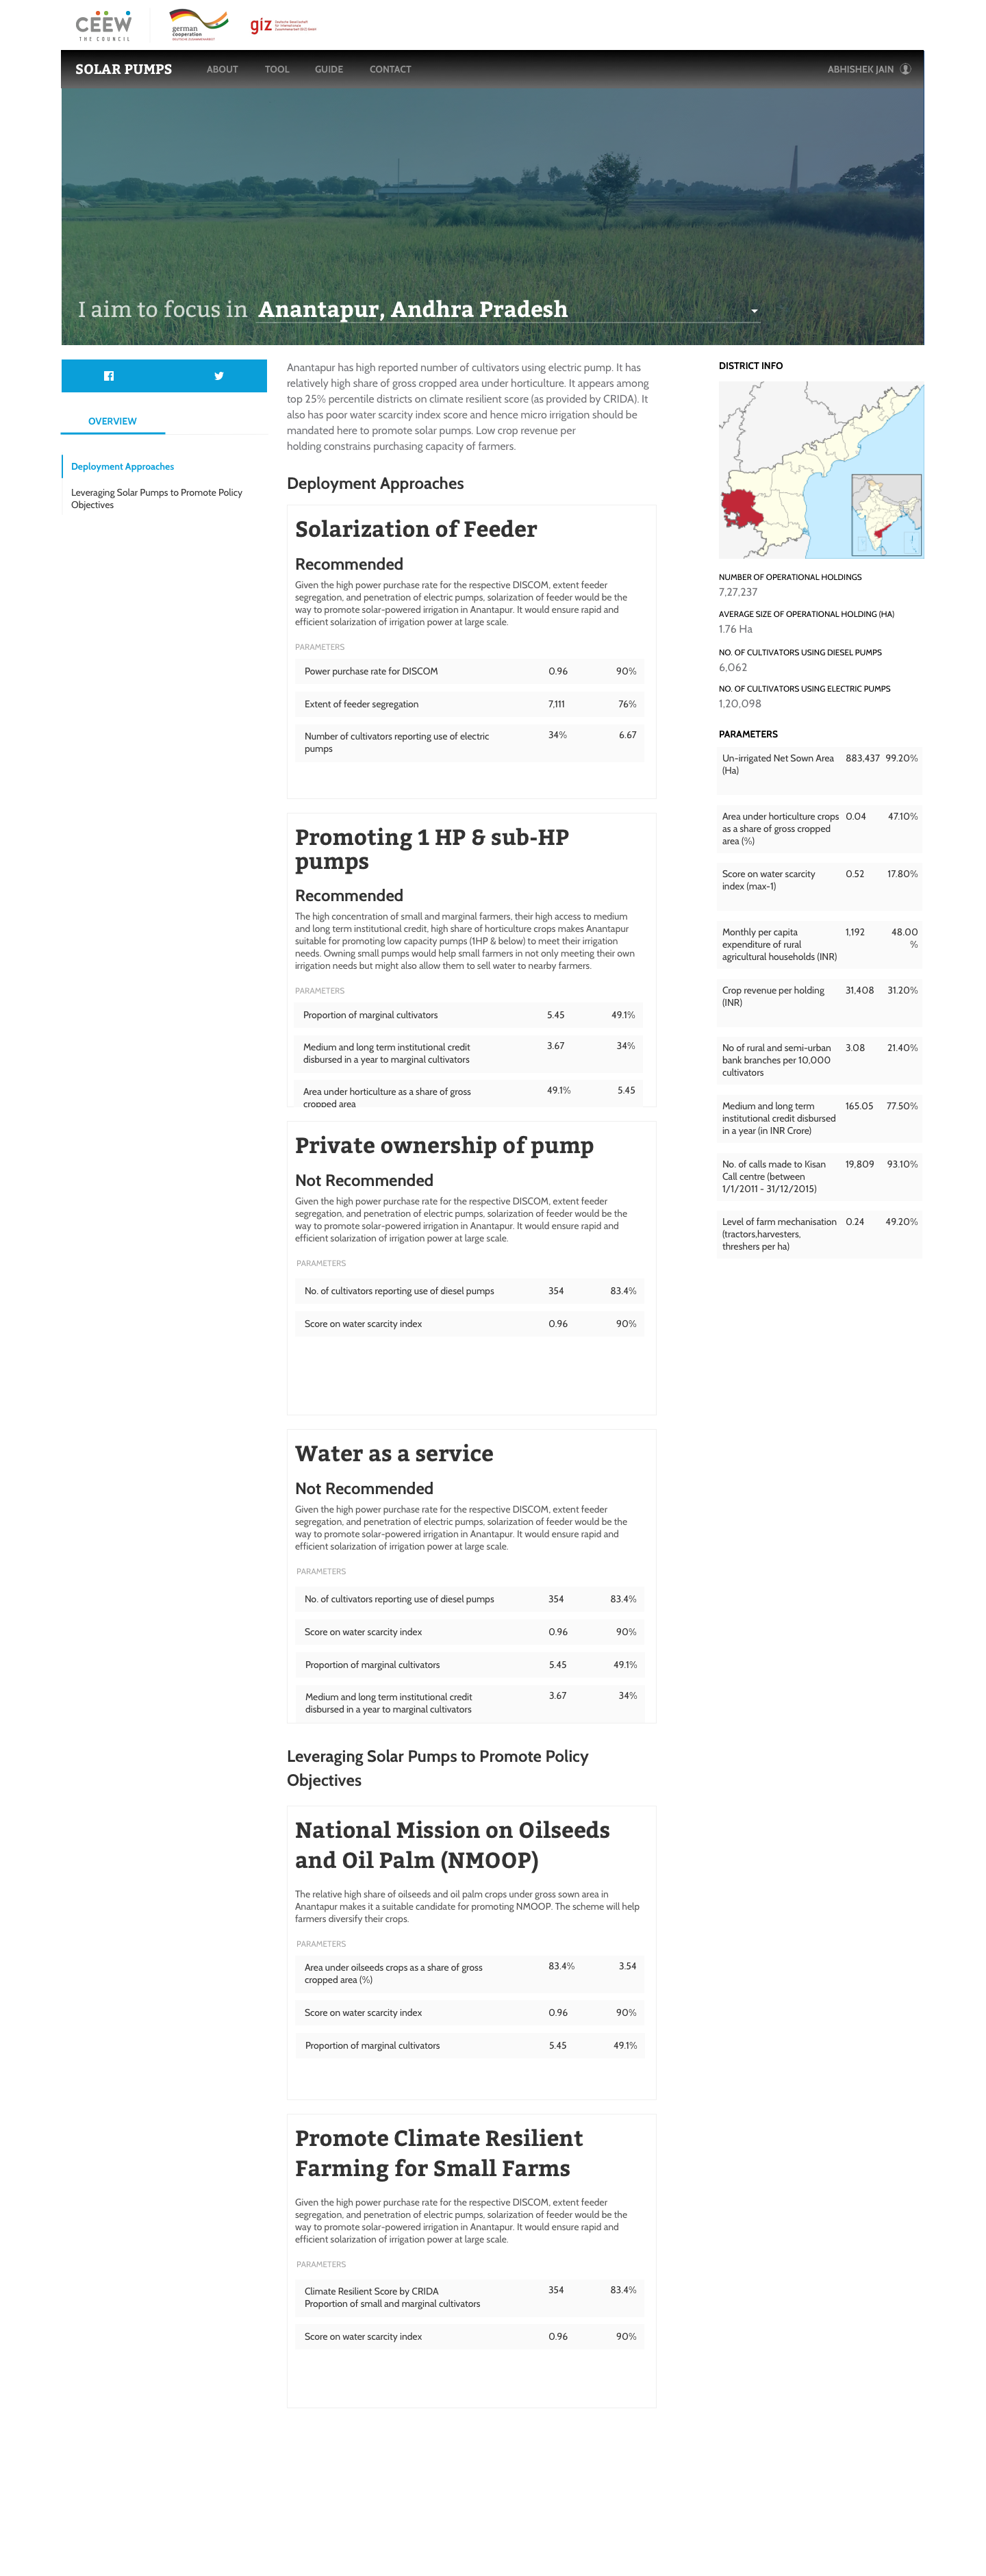 CEEW
THE COUNCIL
german
cooperation
DEUTSCHE ZUSAMMENARBEIT
giz
Deutsche Gesellschaft
für Internationale
Zusammenarbeit (GIZ) GmbH
SOLAR PUMPS
ABOUT
TOOL
GUIDE
CONTACT
ABHISHEK JAIN
I aim to focus in Anantapur, Andhra Pradesh
OVERVIEW
Deployment Approaches
Leveraging Solar Pumps to Promote Policy
Objectives
Anantapur has high reported number of cultivators using electric pump. It has
relatively high share of gross cropped area under horticulture. It appears among
top 25% percentile districts on climate resilient score (as provided by CRIDA). It
also has poor water scarcity index score and hence micro irrigation should be
mandated here to promote solar pumps. Low crop revenue per
holding constrains purchasing capacity of farmers.
Deployment Approaches
Solarization of Feeder
Recommended
Given the high power purchase rate for the respective DISCOM, extent feeder
segregation, and penetration of electric pumps, solarization of feeder would be the
way to promote solar-powered irrigation in Anantapur. It would ensure rapid and
efficient solarization of irrigation power at large scale.
PARAMETERS
Power purchase rate for DISCOM 0.96 90%
Extent of feeder segregation 7,111 76%
Number of cultivators reporting use of electric 34% 6.67
pumps
Promoting 1 HP & sub-HP
pumps
Recommended
The high concentration of small and marginal farmers, their high access to medium
and long term institutional credit, high share of horticulture crops makes Anantapur
suitable for promoting low capacity pumps (1HP & below) to meet their irrigation
needs. Owning small pumps would help small farmers in not only meeting their own
irrigation needs but might also allow them to sell water to nearby farmers.
PARAMETERS
Proportion of marginal cultivators 5.45 49.1%
Medium and long term institutional credit 3.67 34%
disbursed in a year to marginal cultivators
Area under horticulture as a share of gross 49.1% 5.45
cropped area
Private ownership of pump
Not Recommended
Given the high power purchase rate for the respective DISCOM, extent feeder
segregation, and penetration of electric pumps, solarization of feeder would be the
way to promote solar-powered irrigation in Anantapur. It would ensure rapid and
efficient solarization of irrigation power at large scale.
PARAMETERS
No. of cultivators reporting use of diesel pumps 354 83.4%
Score on water scarcity index 0.96 90%
Water as a service
Not Recommended
Given the high power purchase rate for the respective DISCOM, extent feeder
segregation, and penetration of electric pumps, solarization of feeder would be the
way to promote solar-powered irrigation in Anantapur. It would ensure rapid and
efficient solarization of irrigation power at large scale.
PARAMETERS
No. of cultivators reporting use of diesel pumps 354 83.4%
Score on water scarcity index 0.96 90%
Proportion of marginal cultivators 5.45 49.1%
Medium and long term institutional credit 3.67 34%
disbursed in a year to marginal cultivators
Leveraging Solar Pumps to Promote Policy
Objectives
National Mission on Oilseeds
and Oil Palm (NMOOP)
The relative high share of oilseeds and oil palm crops under gross sown area in
Anantapur makes it a suitable candidate for promoting NMOOP. The scheme will help
farmers diversify their crops.
PARAMETERS
Area under oilseeds crops as a share of gross 83.4% 3.54
cropped area (%)
Score on water scarcity index 0.96 90%
Proportion of marginal cultivators 5.45 49.1%
Promote Climate Resilient
Farming for Small Farms
Given the high power purchase rate for the respective DISCOM, extent feeder
segregation, and penetration of electric pumps, solarization of feeder would be the
way to promote solar-powered irrigation in Anantapur. It would ensure rapid and
efficient solarization of irrigation power at large scale.
PARAMETERS
Climate Resilient Score by CRIDA 354 83.4%
Proportion of small and marginal cultivators
Score on water scarcity index 0.96 90%
DISTRICT INFO
NUMBER OF OPERATIONAL HOLDINGS
7,27,237
AVERAGE SIZE OF OPERATIONAL HOLDING (HA)
1.76 Ha
NO. OF CULTIVATORS USING DIESEL PUMPS
6,062
NO. OF CULTIVATORS USING ELECTRIC PUMPS
1,20,098
PARAMETERS
Un-irrigated Net Sown Area 883,437 99.20%
(Ha)
Area under horticulture crops 0.04 47.10%
as a share of gross cropped
area (%)
Score on water scarcity 0.52 17.80%
index (max-1)
Monthly per capita 1,192 48.00
expenditure of rural %
agricultural households (INR)
Crop revenue per holding 31,408 31.20%
(INR)
No of rural and semi-urban 3.08 21.40%
bank branches per 10,000
cultivators
Medium and long term 165.05 77.50%
institutional credit disbursed
in a year (in INR Crore)
No. of calls made to Kisan 19,809 93.10%
Call centre (between
1/1/2011 - 31/12/2015)
Level of farm mechanisation 0.24 49.20%
(tractors,harvesters,
threshers per ha)